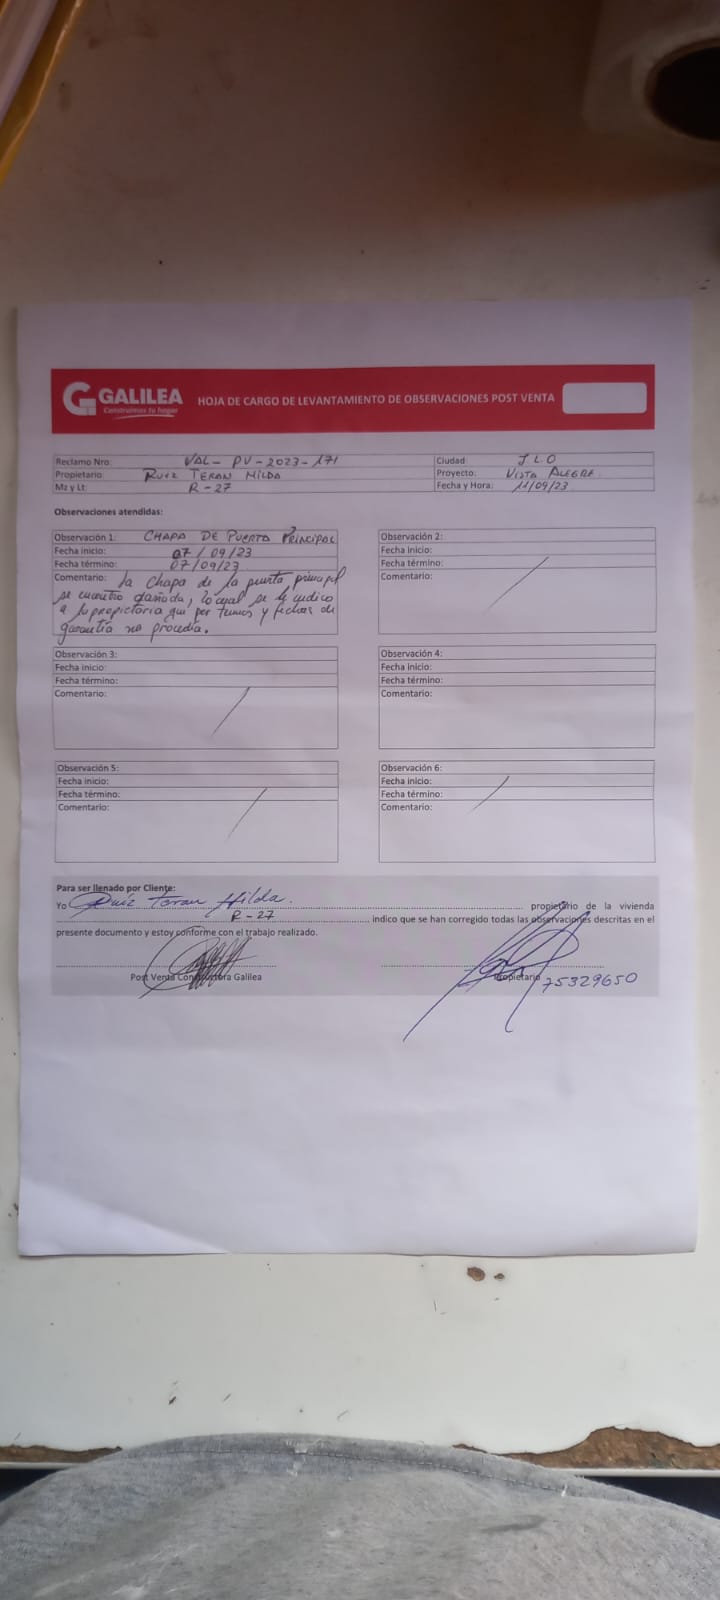 GALILEA
Construimos tu hogar
HOJA DE CARGO DE LEVANTAMIENTO DE OBSERVACIONES POST VENTA
Reclamo Nro: VAL- PV-2023-171 Ciudad JLO
Propietario: RUIZ TERAN HILDA Proyecto: VISTA ALEGRE
Mz y Lt: R-27 Fecha y Hora: 11/09/23
Observaciones atendidas:
Observación 1: CHAPA DE PUERTA PRINCIPAL
Fecha inicio: 07/09/23
Fecha término: 07/09/23
Comentario: la chapa de la puerta principal
se encuentra dañada, lo cual se le indico
a la propietaria que por temas y fechas de
garantía no procedía.
Observación 2:
Fecha inicio:
Fecha término:
Comentario:
Observación 3:
Fecha inicio:
Fecha término:
Comentario:
Observación 4:
Fecha inicio:
Fecha término:
Comentario:
Observación 5:
Fecha inicio:
Fecha término:
Comentario:
Observación 6:
Fecha inicio:
Fecha término:
Comentario:
Para ser llenado por Cliente:
Yo Ruíz Teran Hilda. propietario de la vivienda
R-27 indico que se han corregido todas las observaciones descritas en el
presente documento y estoy conforme con el trabajo realizado.
Post Venta Constructora Galilea
Propietario 75329650